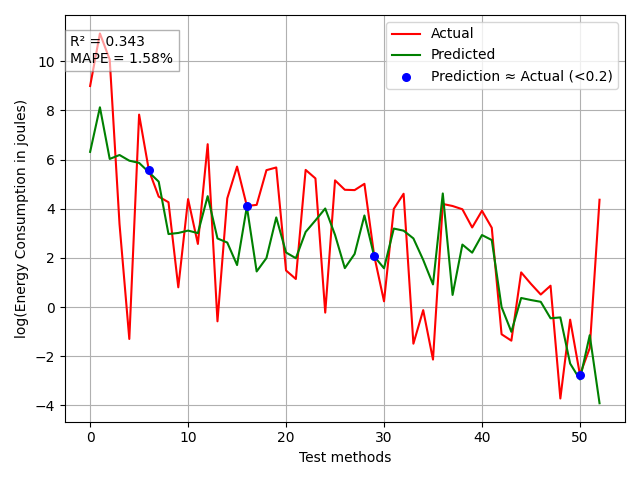 R² = 0.343
MAPE = 1.58%
Actual
Predicted
Prediction ≈ Actual (<0.2)
log(Energy Consumption in joules)
10
8
6
4
2
0
−2
−4
0
10
20
30
40
50
Test methods